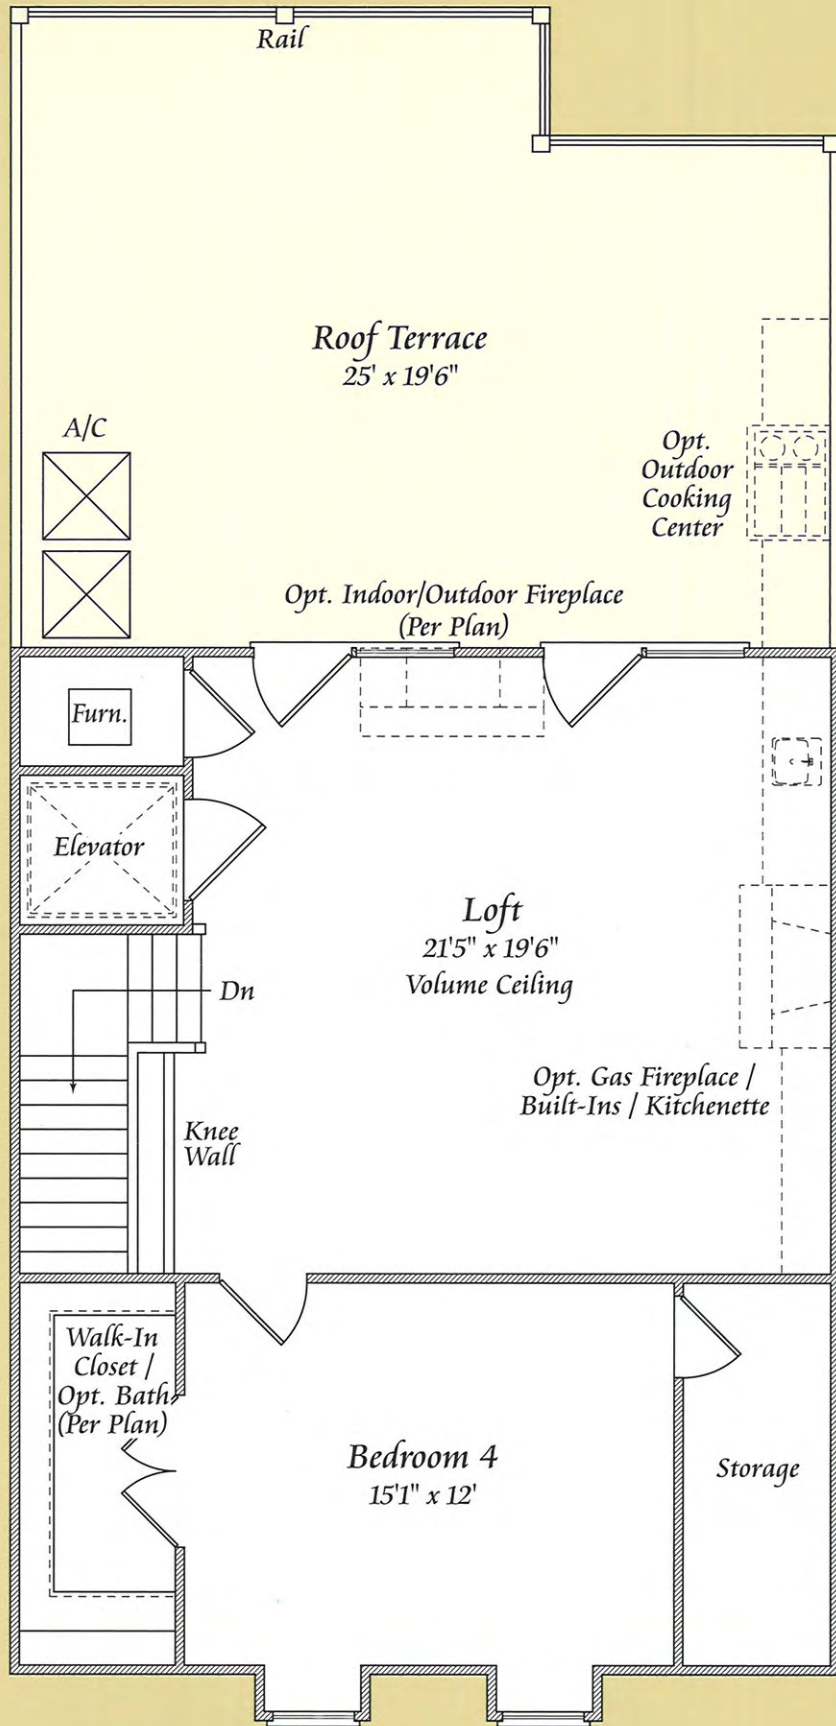 Rail
Roof Terrace
25' x 19'6"
A/C
Opt.
Outdoor
Cooking
Center
Opt. Indoor/Outdoor Fireplace
(Per Plan)
Furn.
Elevator
Loft
21'5" x 19'6"
Volume Ceiling
Dn
Opt. Gas Fireplace /
Built-Ins / Kitchenette
Knee
Wall
Walk-In
Closet /
Opt. Bath
(Per Plan)
Bedroom 4
15'1" x 12'
Storage